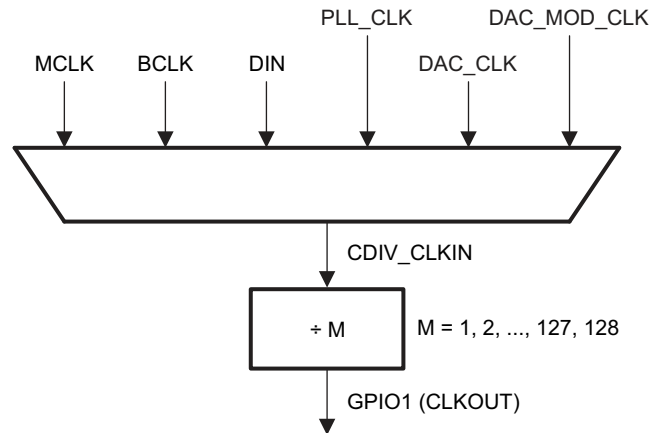 PLL_CLK
DAC_MOD_CLK
MCLK
BCLK
DIN
DAC_CLK
CDIV_CLKIN
÷ M
M = 1, 2, ..., 127, 128
GPIO1 (CLKOUT)